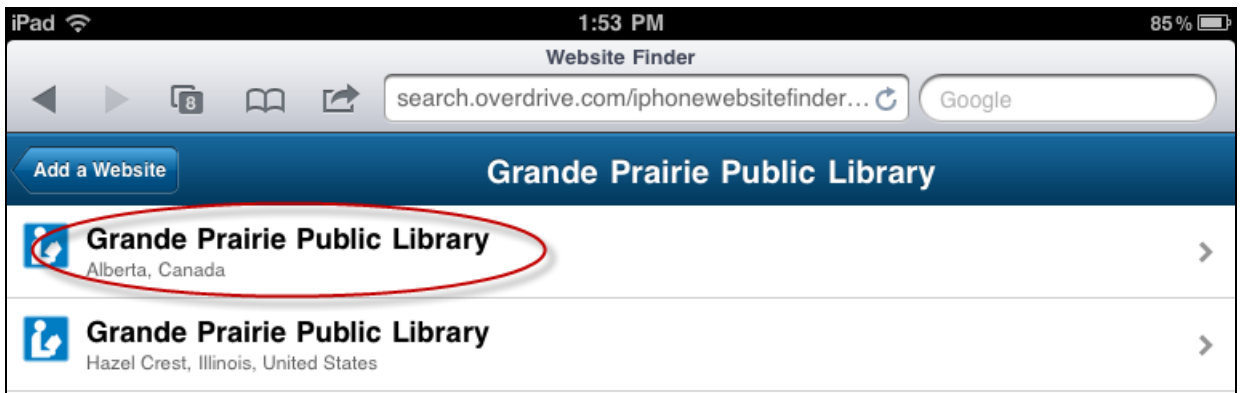 iPad 1:53 PM 85%
Website Finder
8 search.overdrive.com/iphonewebsitefinder... Google
Add a Website Grande Prairie Public Library
Grande Prairie Public Library
Alberta, Canada
Grande Prairie Public Library
Hazel Crest, Illinois, United States